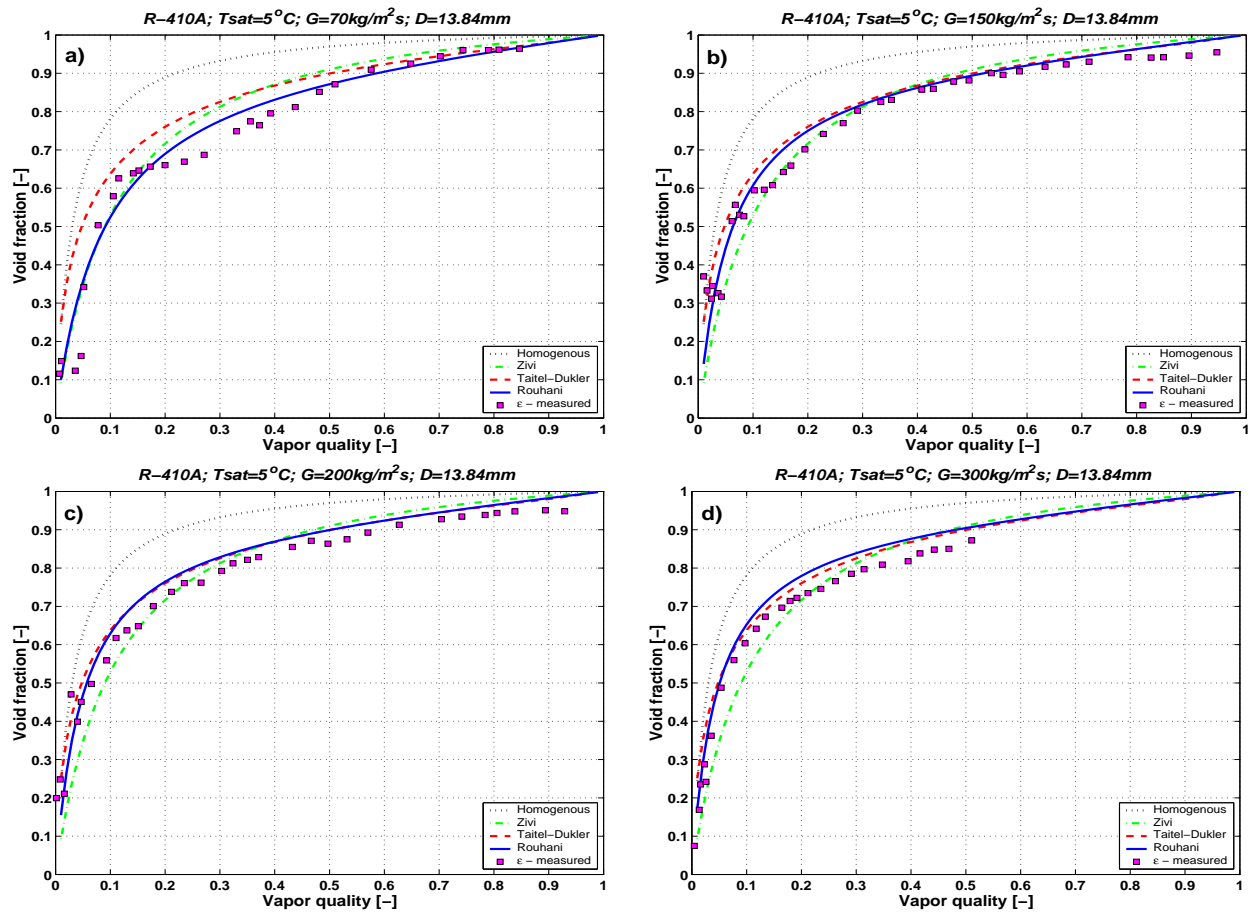 R−410A; Tsat=5°C; G=70kg/m²s; D=13.84mm
a)
Void fraction [−]
1
0.9
0.8
0.7
0.6
0.5
0.4
0.3
0.2
0.1
0
Homogenous
Zivi
Taitel−Dukler
Rouhani
ε − measured
0 0.1 0.2 0.3 0.4 0.5 0.6 0.7 0.8 0.9 1
Vapor quality [−]
R−410A; Tsat=5°C; G=150kg/m²s; D=13.84mm
b)
Void fraction [−]
1
0.9
0.8
0.7
0.6
0.5
0.4
0.3
0.2
0.1
0
Homogenous
Zivi
Taitel−Dukler
Rouhani
ε − measured
0 0.1 0.2 0.3 0.4 0.5 0.6 0.7 0.8 0.9 1
Vapor quality [−]
R−410A; Tsat=5°C; G=200kg/m²s; D=13.84mm
c)
Void fraction [−]
1
0.9
0.8
0.7
0.6
0.5
0.4
0.3
0.2
0.1
0
Homogenous
Zivi
Taitel−Dukler
Rouhani
ε − measured
0 0.1 0.2 0.3 0.4 0.5 0.6 0.7 0.8 0.9 1
Vapor quality [−]
R−410A; Tsat=5°C; G=300kg/m²s; D=13.84mm
d)
Void fraction [−]
1
0.9
0.8
0.7
0.6
0.5
0.4
0.3
0.2
0.1
0
Homogenous
Zivi
Taitel−Dukler
Rouhani
ε − measured
0 0.1 0.2 0.3 0.4 0.5 0.6 0.7 0.8 0.9 1
Vapor quality [−]